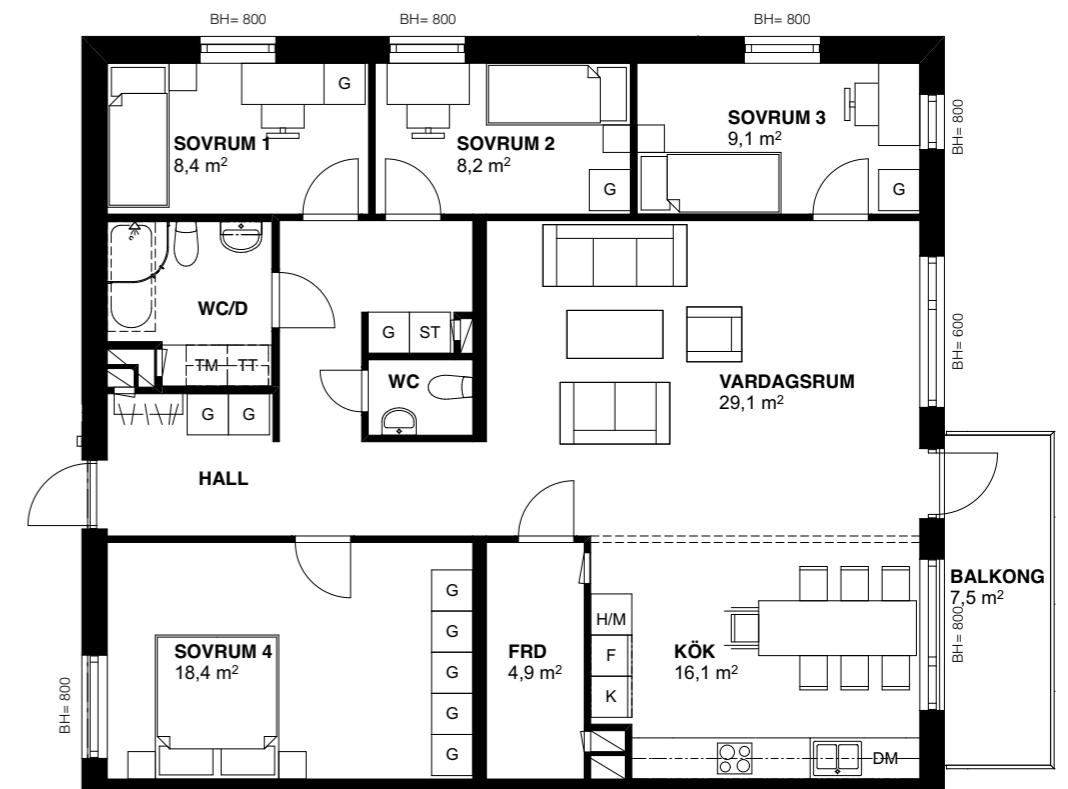 BH= 800
BH= 800
BH= 800
G
SOVRUM 1
8,4 m²
SOVRUM 2
8,2 m²
G
SOVRUM 3
9,1 m²
G
BH= 800
WC/D
TM
TT
G
ST
WC
G
G
HALL
VARDAGSRUM
29,1 m²
BH= 600
SOVRUM 4
18,4 m²
BH= 800
G
G
G
G
G
FRD
4,9 m²
H/M
F
K
KÖK
16,1 m²
DM
BALKONG
7,5 m²
BH= 800